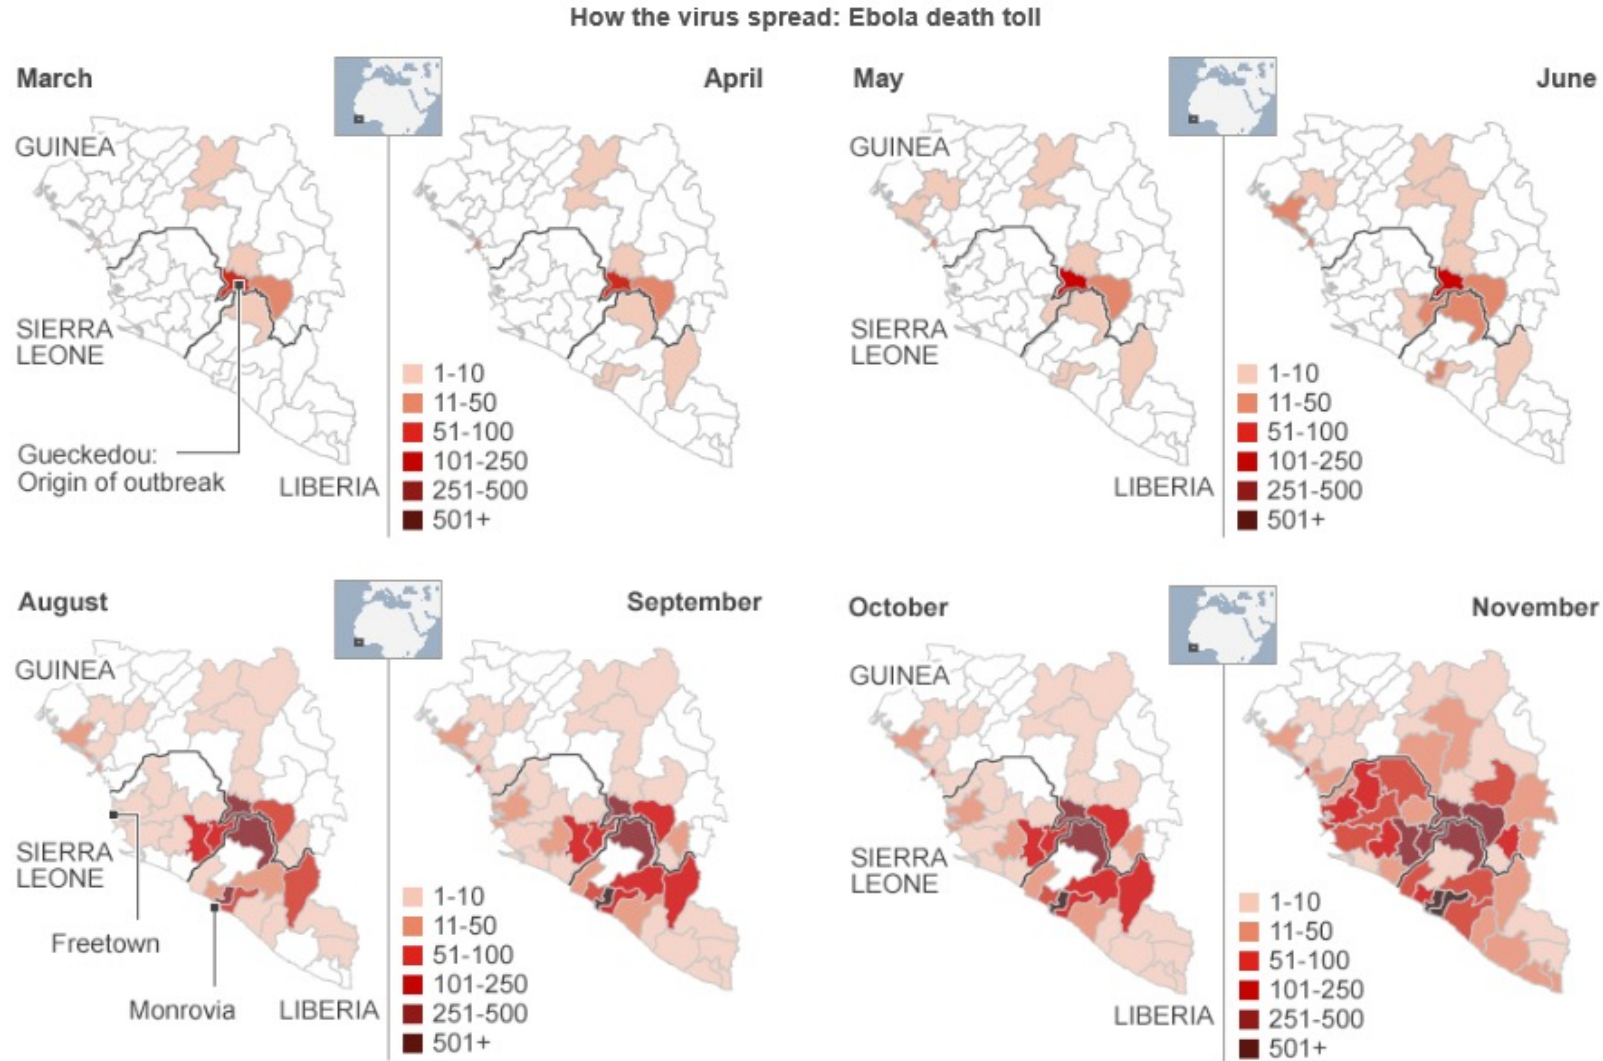 How the virus spread: Ebola death toll
March
April
GUINEA
SIERRA
LEONE
Gueckedou:
Origin of outbreak
LIBERIA
1-10
11-50
51-100
101-250
251-500
501+
May
June
GUINEA
SIERRA
LEONE
LIBERIA
1-10
11-50
51-100
101-250
251-500
501+
August
September
GUINEA
SIERRA
LEONE
Freetown
Monrovia
LIBERIA
1-10
11-50
51-100
101-250
251-500
501+
October
November
GUINEA
SIERRA
LEONE
LIBERIA
1-10
11-50
51-100
101-250
251-500
501+